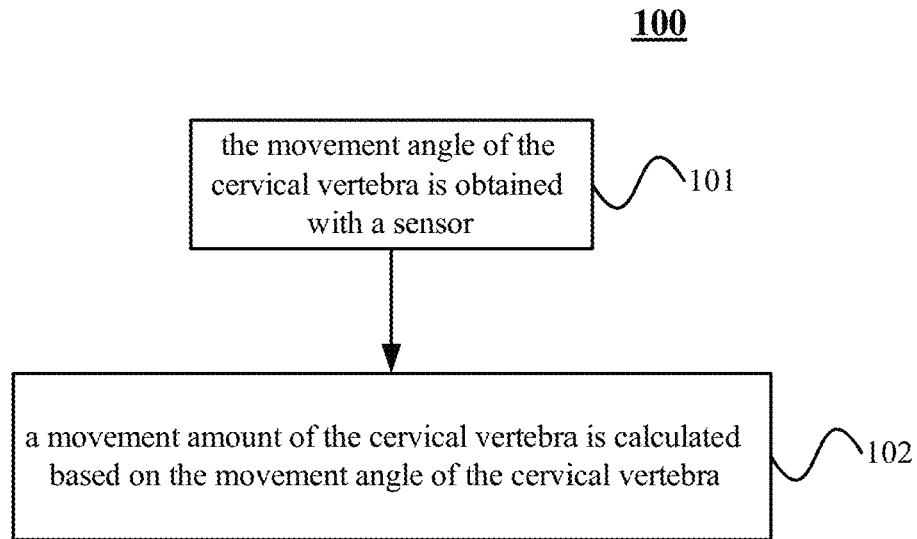 100
the movement angle of the
cervical vertebra is obtained
with a sensor
101
a movement amount of the cervical vertebra is calculated
based on the movement angle of the cervical vertebra
102